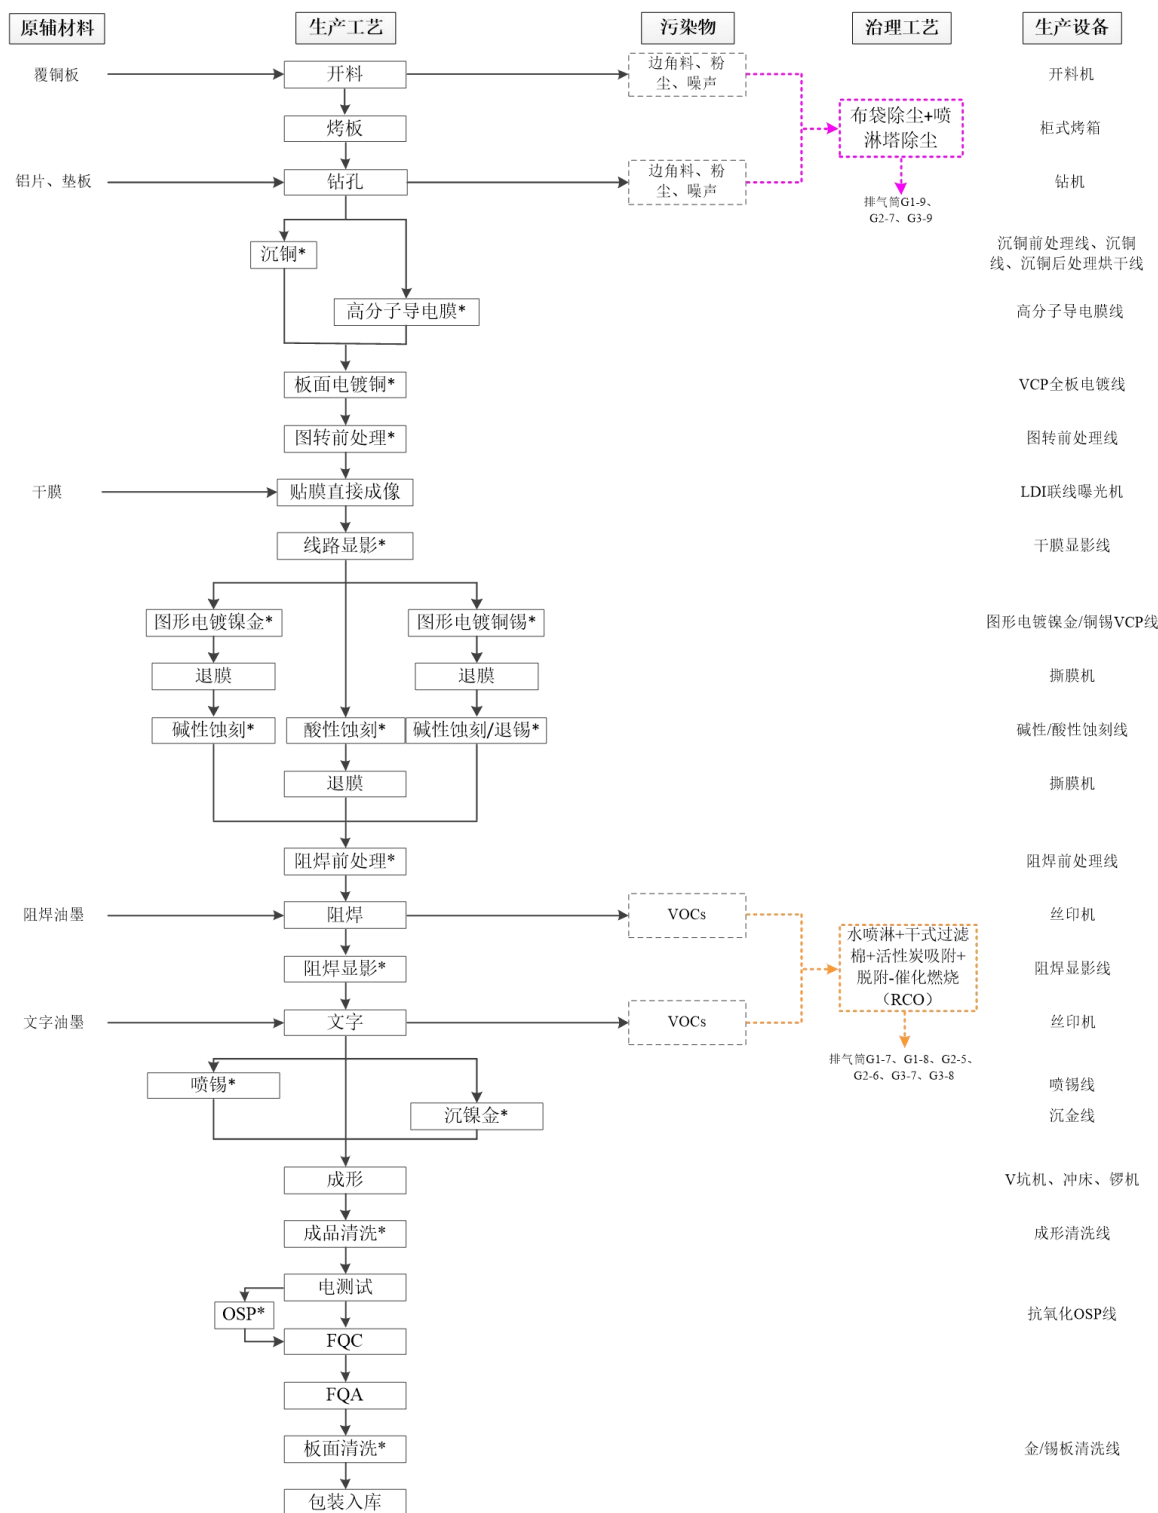 原辅材料
生产工艺
污染物
治理工艺
生产设备
覆铜板
开料
边角料、粉
尘、噪声
开料机
烤板
布袋除尘+喷
淋塔除尘
柜式烤箱
铝片、垫板
钻孔
边角料、粉
尘、噪声
钻机
排气筒G1-9、
G2-7、G3-9
沉铜*
沉铜前处理线、沉铜
线、沉铜后处理烘干线
高分子导电膜*
高分子导电膜线
板面电镀铜*
VCP全板电镀线
图转前处理*
图转前处理线
干膜
贴膜直接成像
LDI联线曝光机
线路显影*
干膜显影线
图形电镀镍金*
图形电镀铜锡*
图形电镀镍金/铜锡VCP线
退膜
退膜
撕膜机
碱性蚀刻*
酸性蚀刻*
碱性蚀刻/退锡*
碱性/酸性蚀刻线
退膜
撕膜机
阻焊前处理*
阻焊前处理线
阻焊油墨
阻焊
VOCs
丝印机
水喷淋+干式过滤
棉+活性炭吸附+
脱附-催化燃烧
（RCO）
阻焊显影*
阻焊显影线
文字油墨
文字
VOCs
丝印机
排气筒G1-7、G1-8、G2-5、
G2-6、G3-7、G3-8
喷锡*
喷锡线
沉镍金*
沉金线
成形
V坑机、冲床、锣机
成品清洗*
成形清洗线
电测试
OSP*
抗氧化OSP线
FQC
FQA
板面清洗*
金/锡板清洗线
包装入库